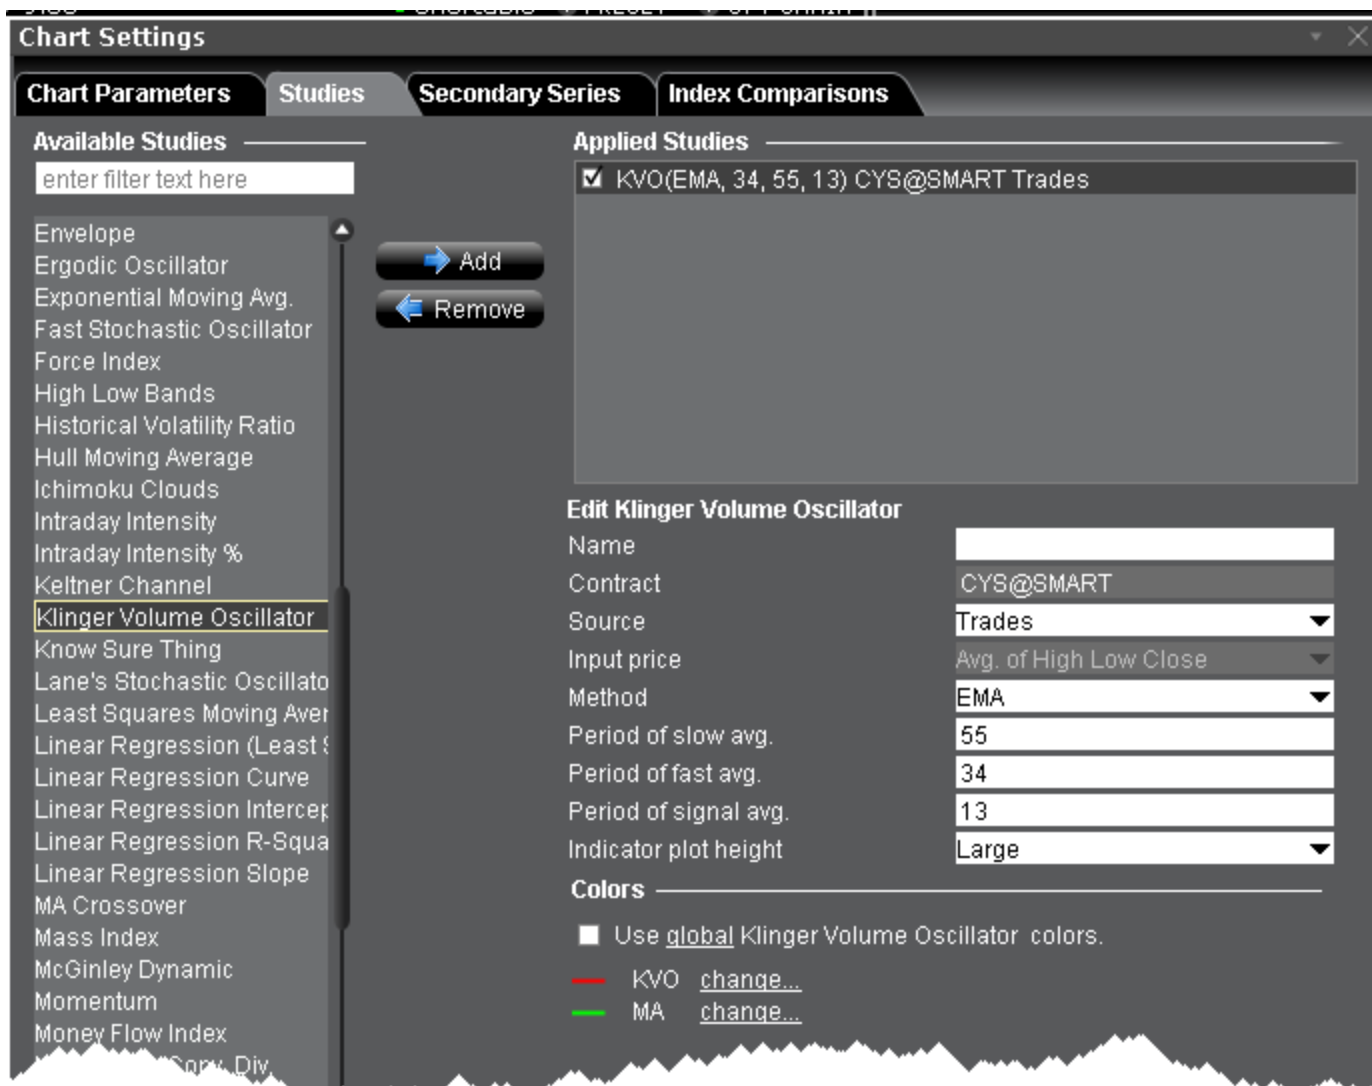 Chart Settings
Chart Parameters
Studies
Secondary Series
Index Comparisons
Available Studies
enter filter text here
Envelope
Ergodic Oscillator
Exponential Moving Avg.
Fast Stochastic Oscillator
Force Index
High Low Bands
Historical Volatility Ratio
Hull Moving Average
Ichimoku Clouds
Intraday Intensity
Intraday Intensity %
Keltner Channel
Klinger Volume Oscillator
Know Sure Thing
Lane's Stochastic Oscillato
Least Squares Moving Aver
Linear Regression (Least S
Linear Regression Curve
Linear Regression Intercep
Linear Regression R-Squa
Linear Regression Slope
MA Crossover
Mass Index
McGinley Dynamic
Momentum
Money Flow Index
Div.
Add
Remove
Applied Studies
KVO(EMA, 34, 55, 13) CYS@SMART Trades
Edit Klinger Volume Oscillator
Name
Contract CYS@SMART
Source Trades
Input price Avg. of High Low Close
Method EMA
Period of slow avg. 55
Period of fast avg. 34
Period of signal avg. 13
Indicator plot height Large
Colors
Use global Klinger Volume Oscillator colors.
KVO change...
MA change...